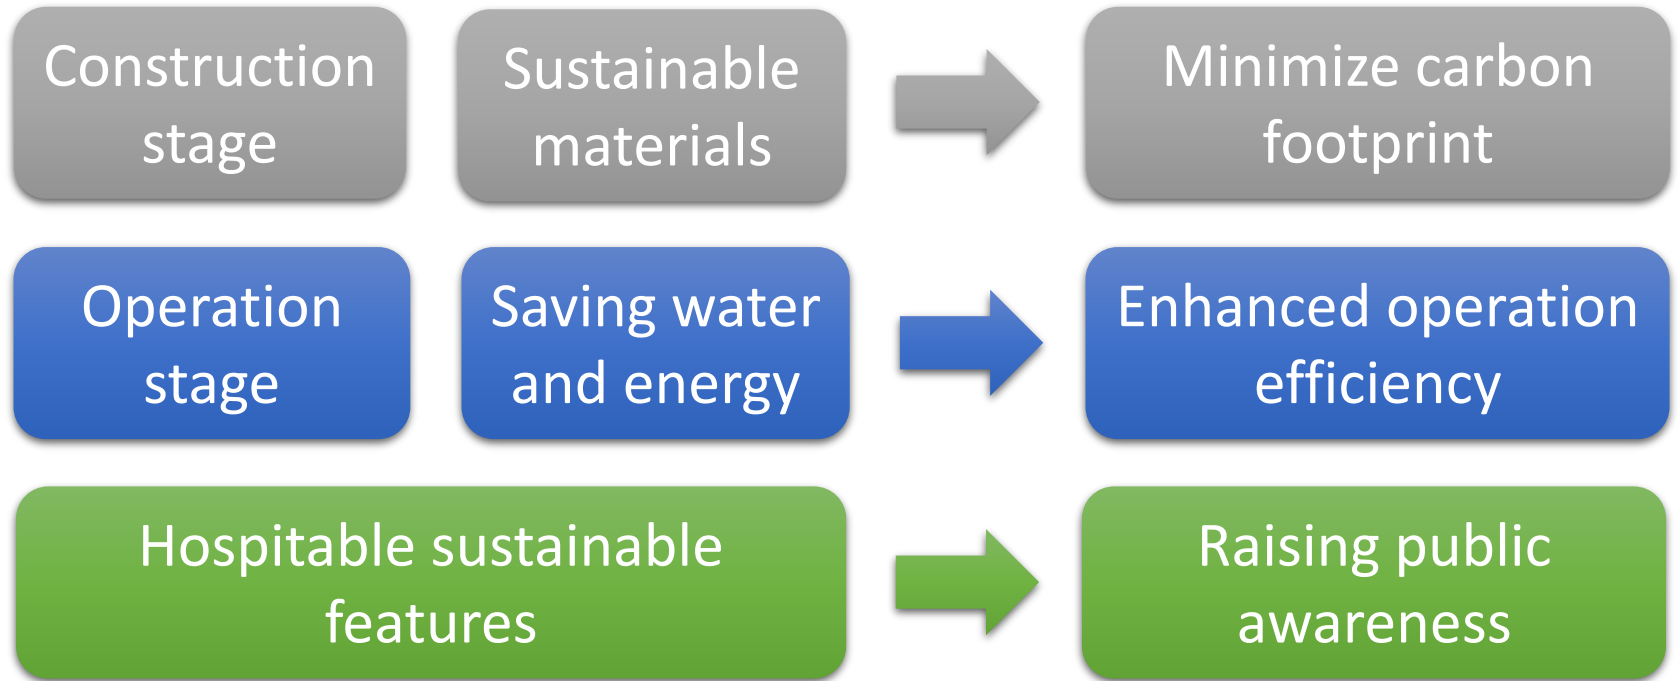 Construction
stage
Sustainable
materials
Minimize carbon
footprint
Operation
stage
Saving water
and energy
Enhanced operation
efficiency
Hospitable sustainable
features
Raising public
awareness